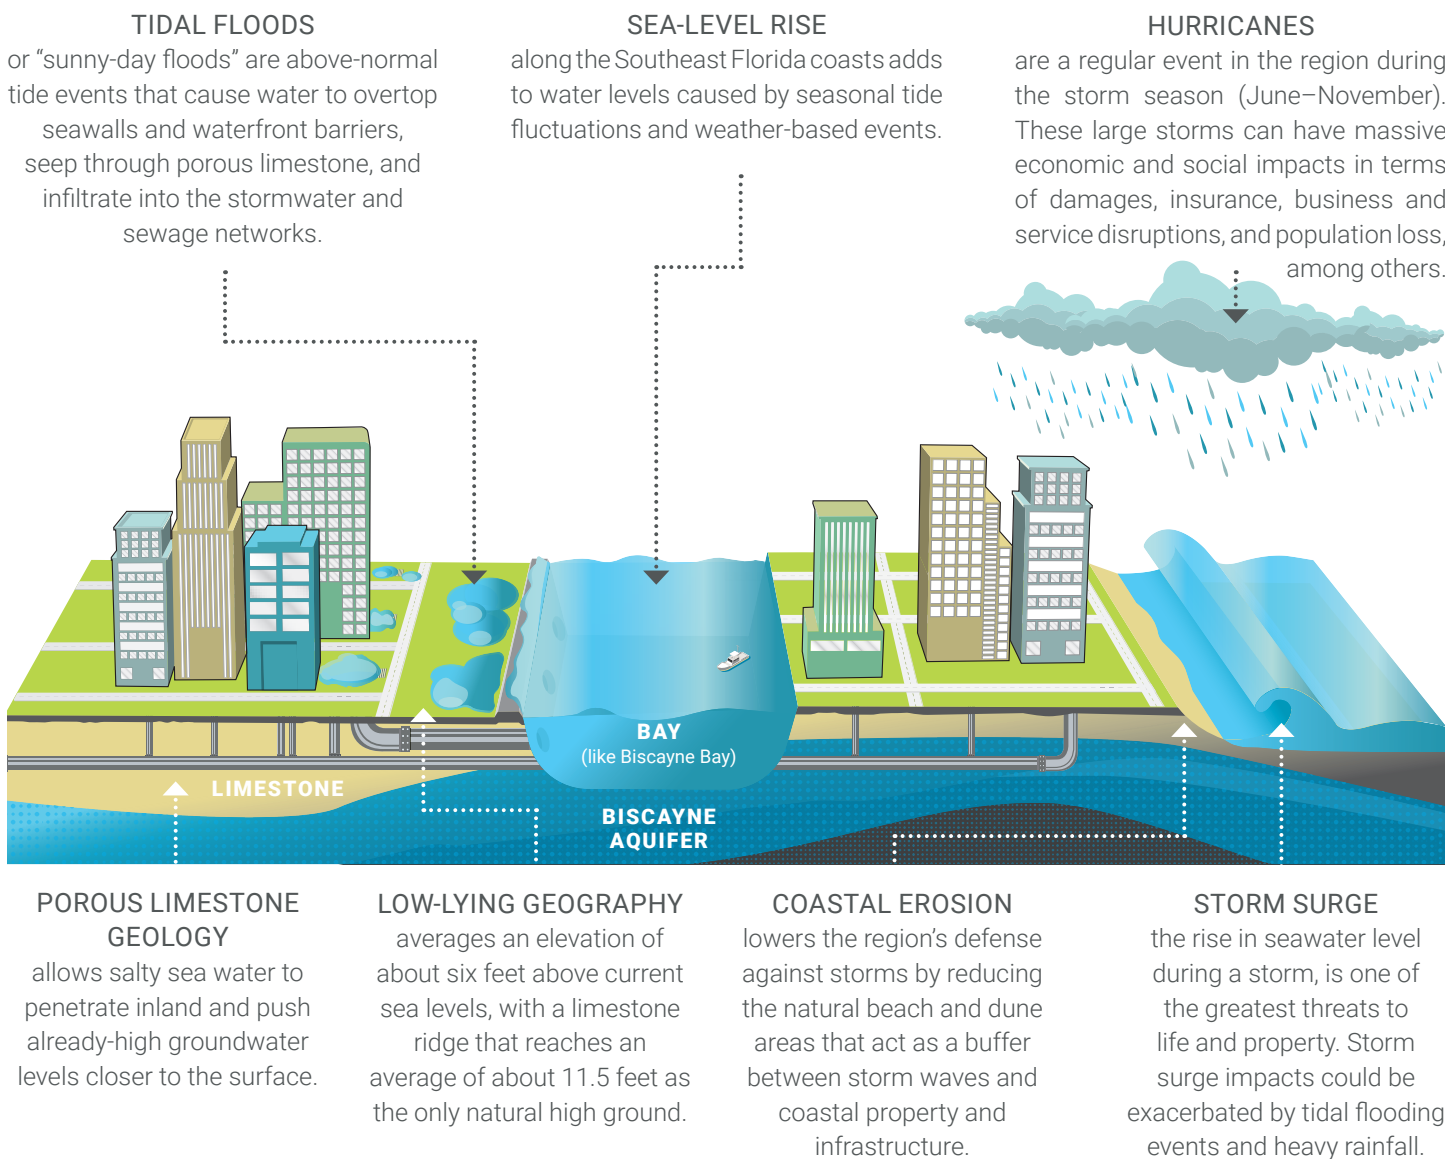 TIDAL FLOODS
or “sunny-day floods” are above-normal
tide events that cause water to overtop
seawalls and waterfront barriers,
seep through porous limestone, and
infiltrate into the stormwater and
sewage networks.
SEA-LEVEL RISE
along the Southeast Florida coasts adds
to water levels caused by seasonal tide
fluctuations and weather-based events.
HURRICANES
are a regular event in the region during
the storm season (June–November).
These large storms can have massive
economic and social impacts in terms
of damages, insurance, business and
service disruptions, and population loss,
among others.
BAY
(like Biscayne Bay)
LIMESTONE
BISCAYNE
AQUIFER
POROUS LIMESTONE
GEOLOGY
allows salty sea water to
penetrate inland and push
already-high groundwater
levels closer to the surface.
LOW-LYING GEOGRAPHY
averages an elevation of
about six feet above current
sea levels, with a limestone
ridge that reaches an
average of about 11.5 feet as
the only natural high ground.
COASTAL EROSION
lowers the region’s defense
against storms by reducing
the natural beach and dune
areas that act as a buffer
between storm waves and
coastal property and
infrastructure.
STORM SURGE
the rise in seawater level
during a storm, is one of
the greatest threats to
life and property. Storm
surge impacts could be
exacerbated by tidal flooding
events and heavy rainfall.